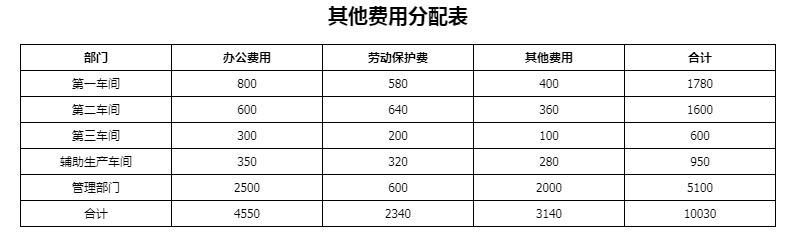 其他费用分配表
部门 办公费用 劳动保护费 其他费用 合计
第一车间 800 580 400 1780
第二车间 600 640 360 1600
第三车间 300 200 100 600
辅助生产车间 350 320 280 950
管理部门 2500 600 2000 5100
合计 4550 2340 3140 10030